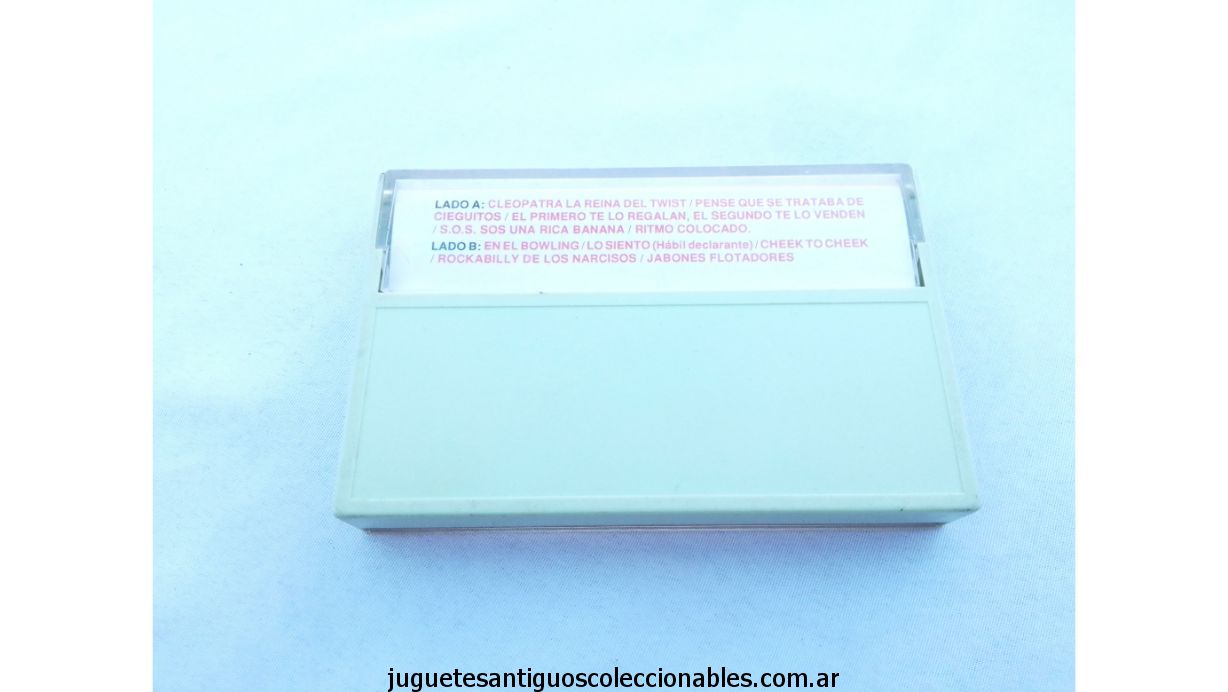 LADO A: CLEOPATRA LA REINA DEL TWIST / PENSE QUE SE TRATABA DE
CIEGUITOS / EL PRIMERO TE LO REGALAN, EL SEGUNDO TE LO VENDEN
/ S.O.S. SOS UNA RICA BANANA / RITMO COLOCADO.
LADO B: EN EL BOWLING / LO SIENTO (Hábil declarante) / CHEEK TO CHEEK
/ ROCKABILLY DE LOS NARCISOS / JABONES FLOTADORES
juguetesantiguoscoleccionables.com.ar